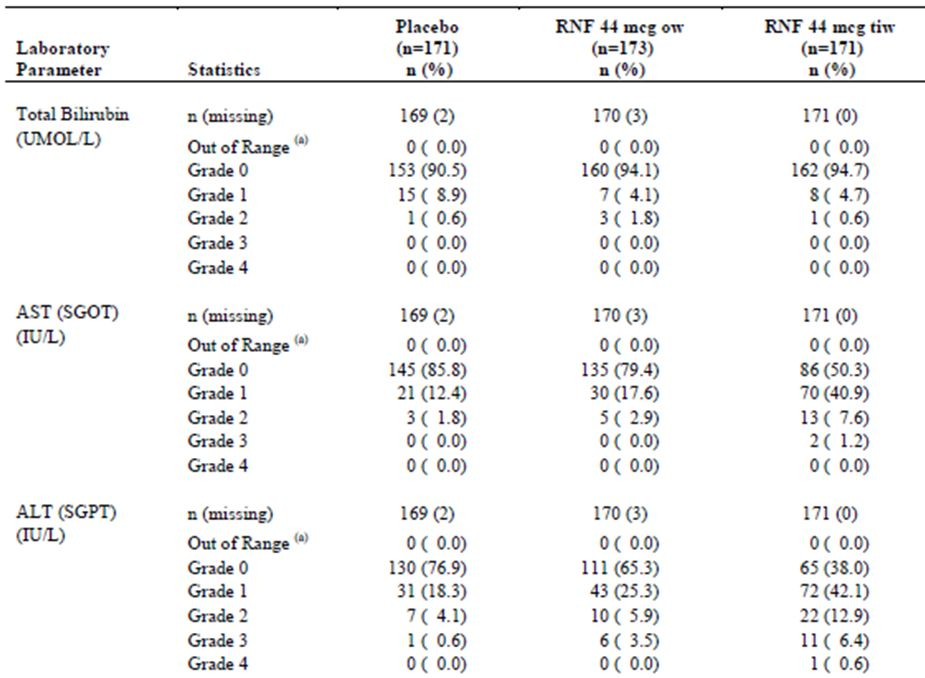 Placebo RNF 44 mcg ow RNF 44 mcg tiw
Laboratory (n=171) (n=173) (n=171)
Parameter Statistics n (%) n (%) n (%)
Total Bilirubin n (missing) 169 (2) 170 (3) 171 (0)
(UMOL/L) Out of Range (a) 0 ( 0.0) 0 ( 0.0) 0 ( 0.0)
Grade 0 153 (90.5) 160 (94.1) 162 (94.7)
Grade 1 15 ( 8.9) 7 ( 4.1) 8 ( 4.7)
Grade 2 1 ( 0.6) 3 ( 1.8) 1 ( 0.6)
Grade 3 0 ( 0.0) 0 ( 0.0) 0 ( 0.0)
Grade 4 0 ( 0.0) 0 ( 0.0) 0 ( 0.0)
AST (SGOT) n (missing) 169 (2) 170 (3) 171 (0)
(IU/L) Out of Range (a) 0 ( 0.0) 0 ( 0.0) 0 ( 0.0)
Grade 0 145 (85.8) 135 (79.4) 86 (50.3)
Grade 1 21 (12.4) 30 (17.6) 70 (40.9)
Grade 2 3 ( 1.8) 5 ( 2.9) 13 ( 7.6)
Grade 3 0 ( 0.0) 0 ( 0.0) 2 ( 1.2)
Grade 4 0 ( 0.0) 0 ( 0.0) 0 ( 0.0)
ALT (SGPT) n (missing) 169 (2) 170 (3) 171 (0)
(IU/L) Out of Range (a) 0 ( 0.0) 0 ( 0.0) 0 ( 0.0)
Grade 0 130 (76.9) 111 (65.3) 65 (38.0)
Grade 1 31 (18.3) 43 (25.3) 72 (42.1)
Grade 2 7 ( 4.1) 10 ( 5.9) 22 (12.9)
Grade 3 1 ( 0.6) 6 ( 3.5) 11 ( 6.4)
Grade 4 0 ( 0.0) 0 ( 0.0) 1 ( 0.6)